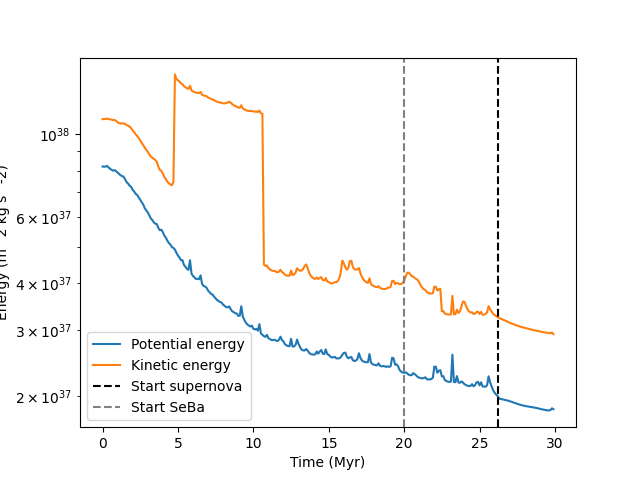 10^38
6 × 10^37
4 × 10^37
3 × 10^37
2 × 10^37
Energy (m^2 kg s^-2)
Potential energy
Kinetic energy
Start supernova
Start SeBa
0 5 10 15 20 25 30
Time (Myr)